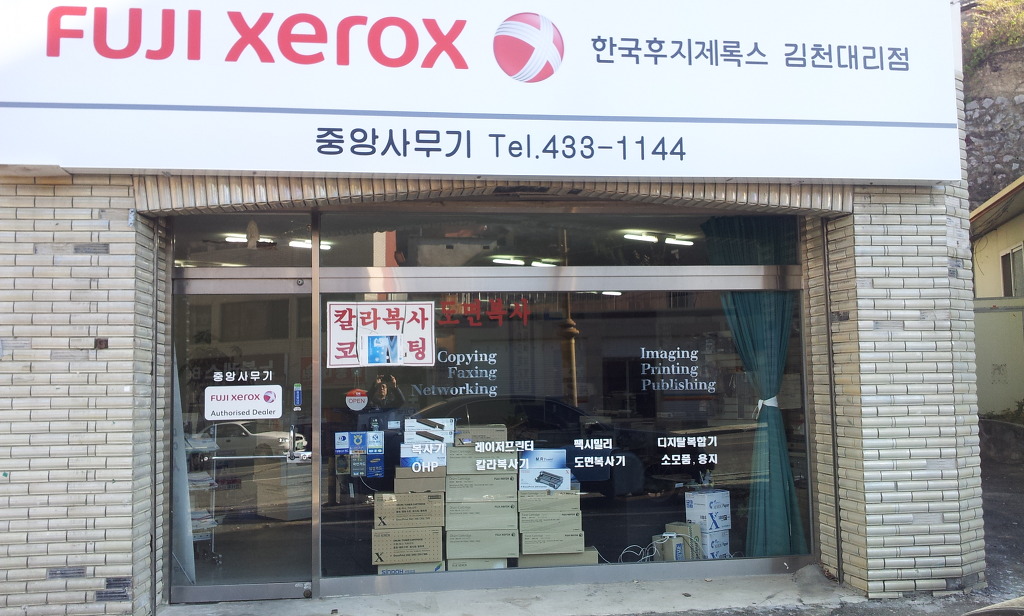 FUJI xerox 한국후지제록스 김천대리점
중앙사무기 Tel.433-1144
칼라복사
코팅
도면복사
Copying
Faxing
Networking
Imaging
Printing
Publishing
OPEN
중앙사무기
FUJI xerox
Authorised Dealer
복사기 레이저프린터 팩시밀리 디지탈복합기
OHP 칼라복사기 도면복사기 소모품,용지
FUJI XEROX
X
X
X
SINDOH